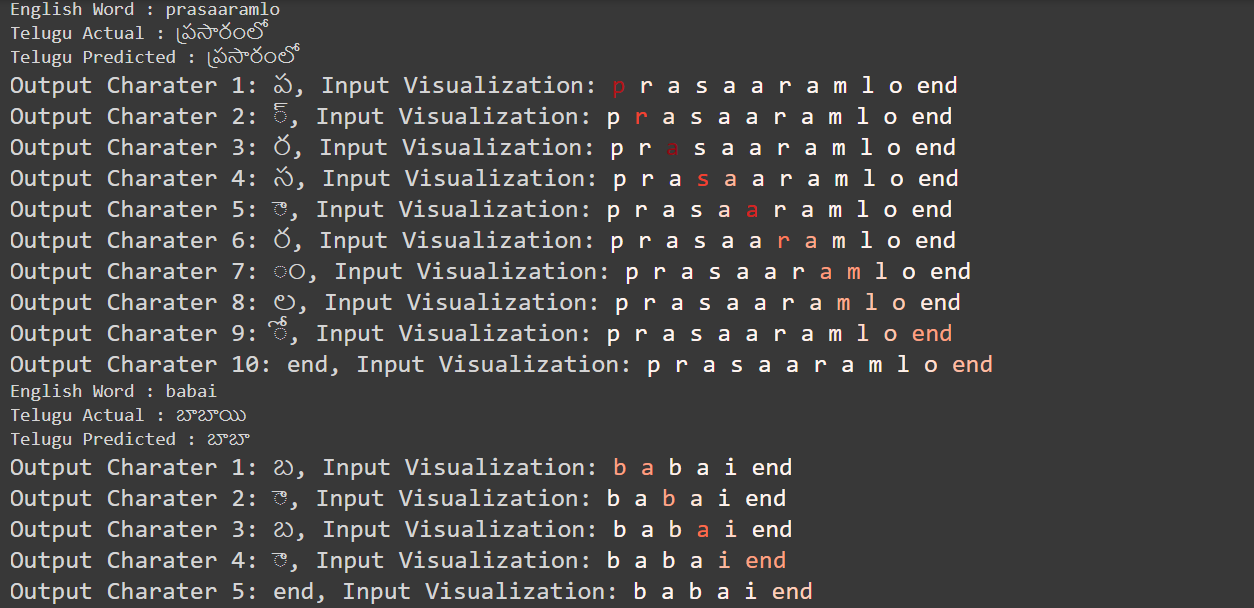 English Word : prasaaramlo
Telugu Actual : ప్రసారంలో
Telugu Predicted : ప్రసారంలో
Output Charater 1: ప, Input Visualization: p r a s a a r a m l o end
Output Charater 2: ్, Input Visualization: p r a s a a r a m l o end
Output Charater 3: ర, Input Visualization: p r a s a a r a m l o end
Output Charater 4: స, Input Visualization: p r a s a a r a m l o end
Output Charater 5: ా, Input Visualization: p r a s a a r a m l o end
Output Charater 6: ర, Input Visualization: p r a s a a r a m l o end
Output Charater 7: ం, Input Visualization: p r a s a a r a m l o end
Output Charater 8: ల, Input Visualization: p r a s a a r a m l o end
Output Charater 9: ో, Input Visualization: p r a s a a r a m l o end
Output Charater 10: end, Input Visualization: p r a s a a r a m l o end
English Word : babai
Telugu Actual : బాబాయి
Telugu Predicted : బాబా
Output Charater 1: బ, Input Visualization: b a b a i end
Output Charater 2: ా, Input Visualization: b a b a i end
Output Charater 3: బ, Input Visualization: b a b a i end
Output Charater 4: ా, Input Visualization: b a b a i end
Output Charater 5: end, Input Visualization: b a b a i end